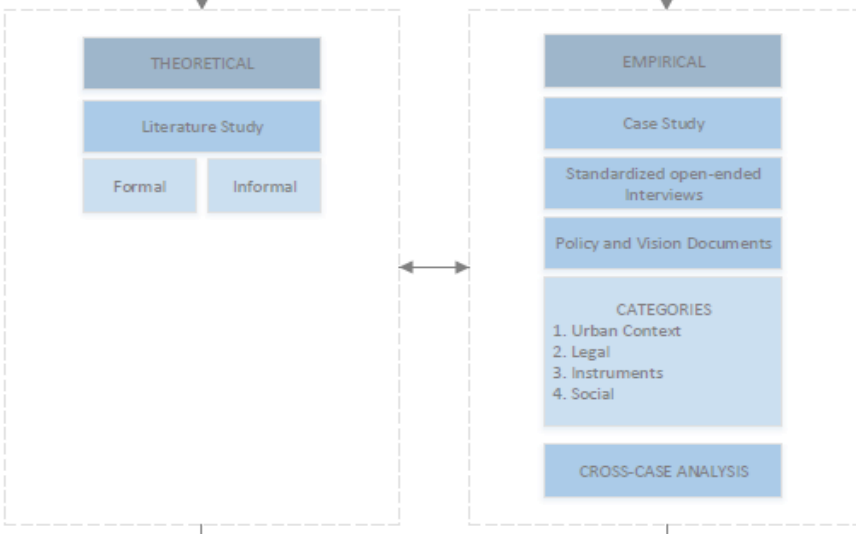 THEORETICAL
Literature Study
Formal
Informal
EMPIRICAL
Case Study
Standardized open-ended
Interviews
Policy and Vision Documents
CATEGORIES
1. Urban Context
2. Legal
3. Instruments
4. Social
CROSS-CASE ANALYSIS